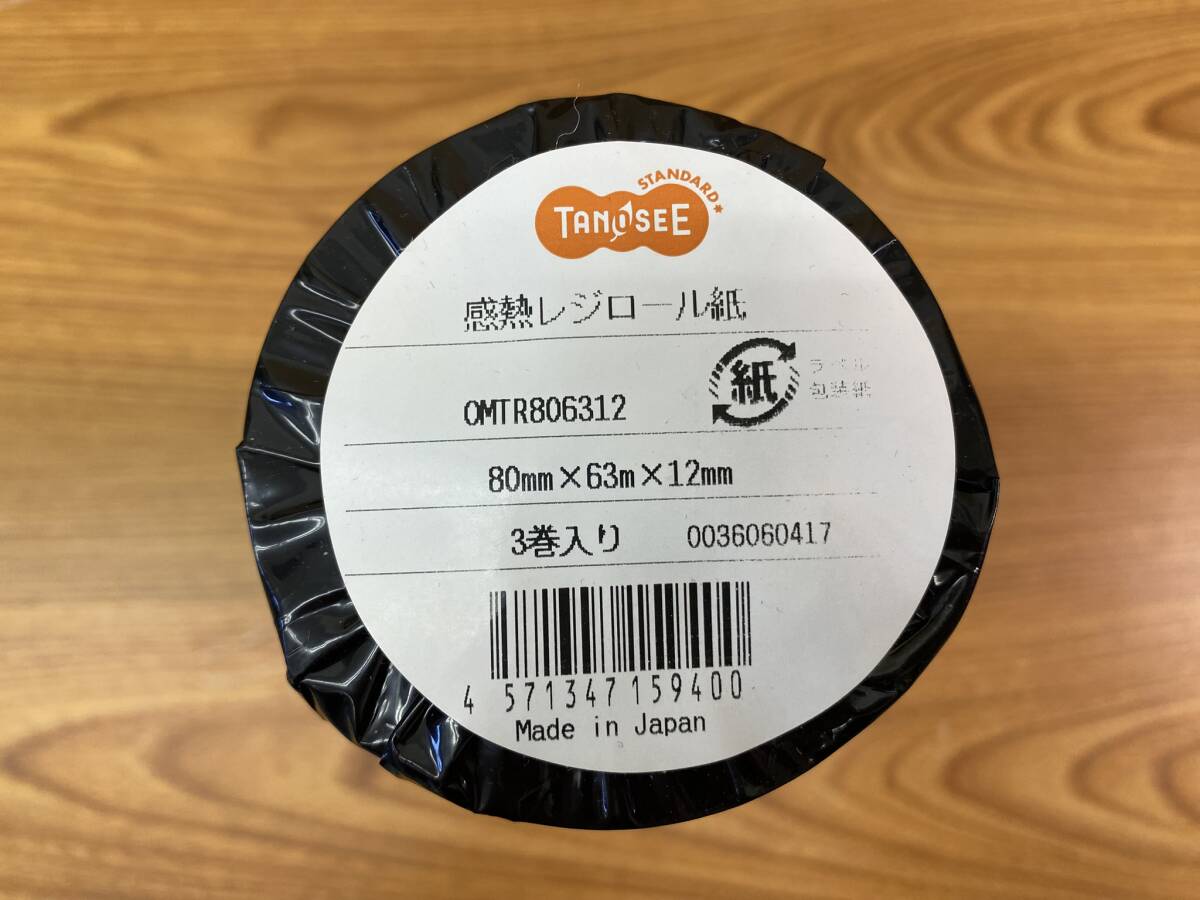 STANDARD
TANOSEE
感熱レジロール紙
OMTR806312
紙
ラベル
包装紙
80mm×63m×12mm
3巻入り 0036060417
4 571347 159400
Made in Japan